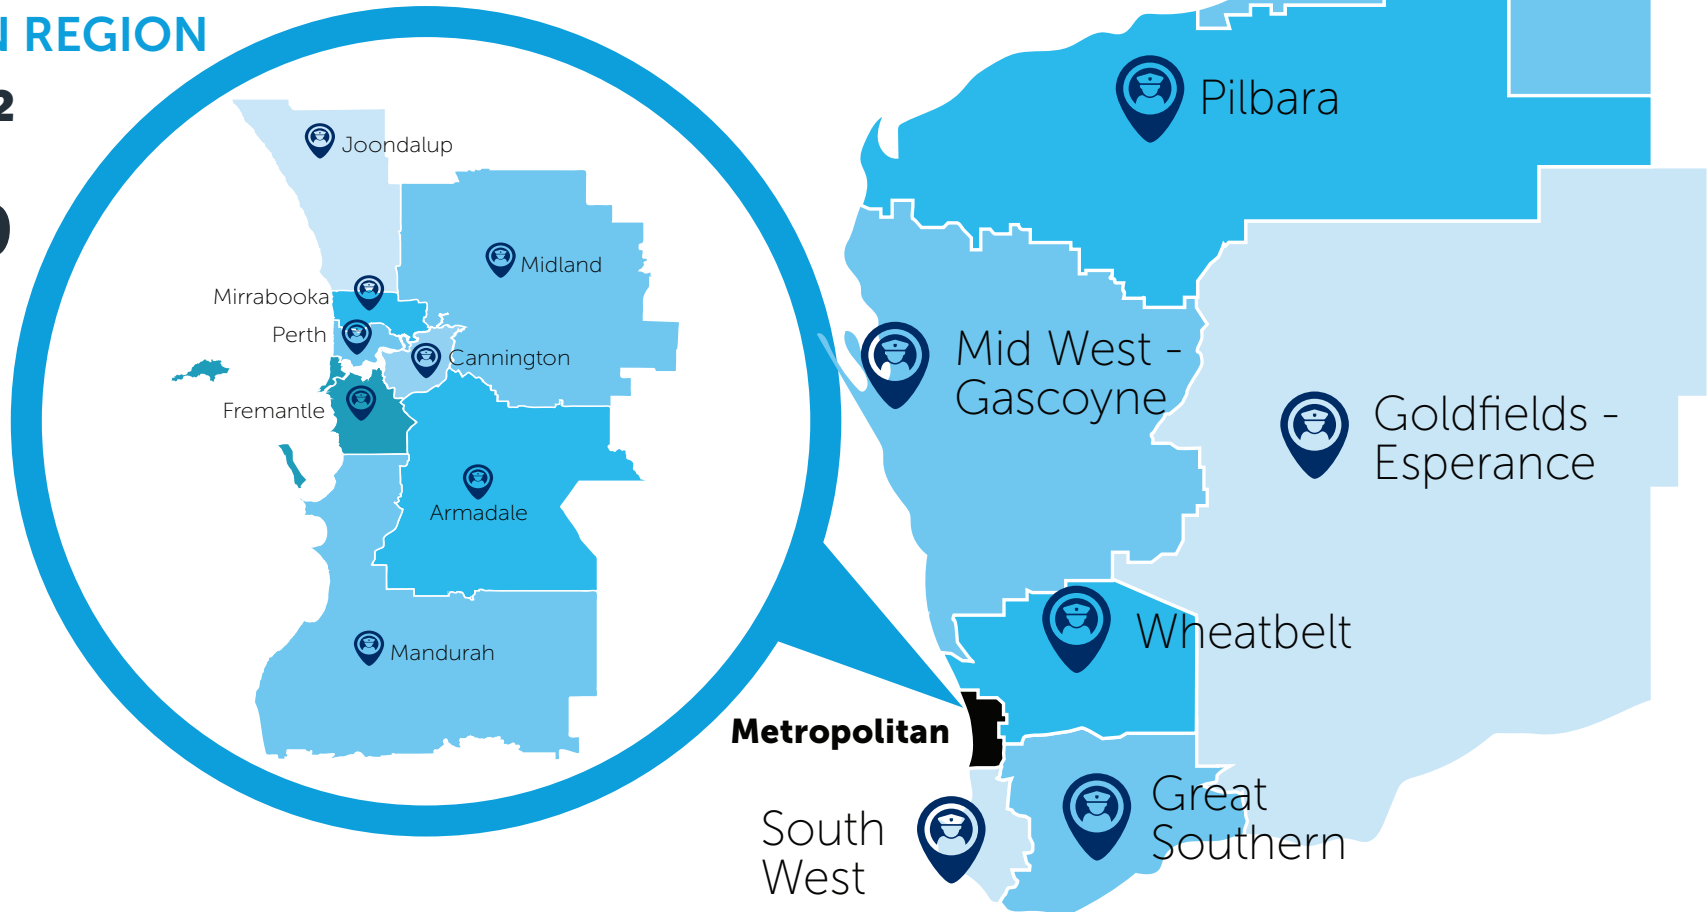 REGION
2
Joondalup
Midland
Mirrabooka
Perth
Cannington
Fremantle
Armadale
Mandurah
Pilbara
Mid West -
Gascoyne
Goldfields -
Esperance
Wheatbelt
Metropolitan
Great
Southern
South
West